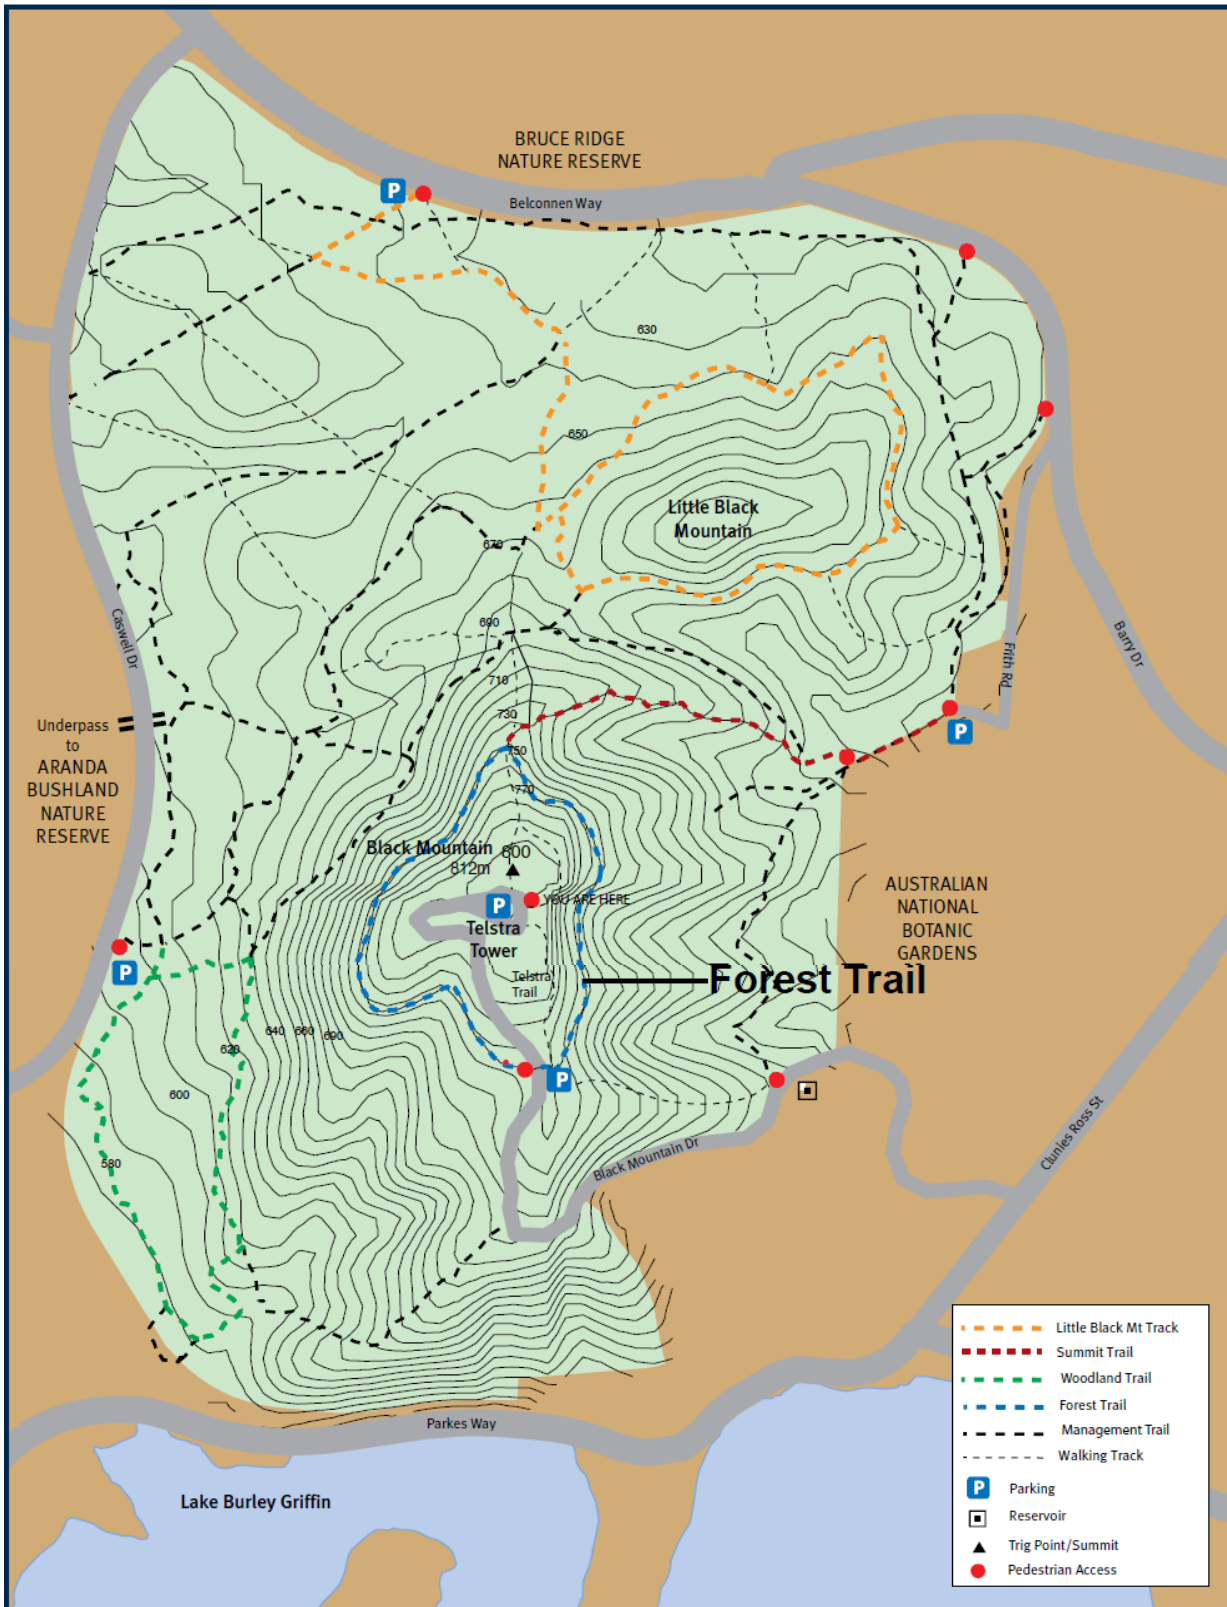 BRUCE RIDGE
NATURE RESERVE
P
Belconnen Way
630
650
Little Black
Mountain
670
690
Caswell Dr
Frith Rd
Barry Dr
710
730
750
770
P
Underpass
to
ARANDA
BUSHLAND
NATURE
RESERVE
Black Mountain
800
812m
P
YOU ARE HERE
Telstra
Tower
AUSTRALIAN
NATIONAL
BOTANIC
GARDENS
P
Telstra
Trail
Forest Trail
640
660
690
620
600
580
P
Black Mountain Dr
Clunies Ross St
Parkes Way
Lake Burley Griffin
Little Black Mt Track
Summit Trail
Woodland Trail
Forest Trail
Management Trail
Walking Track
P Parking
Reservoir
Trig Point/Summit
Pedestrian Access